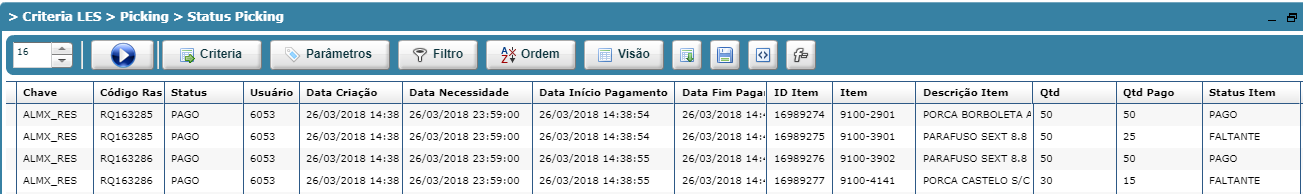 > Criteria LES > Picking > Status Picking
16 Criteria Parâmetros Filtro Ordem Visão
Chave Código Ras Status Usuário Data Criação Data Necessidade Data Início Pagamento Data Fim Paga ID Item Item Descrição Item Qtd Qtd Pago Status Item
ALMX_RES RQ163285 PAGO 6053 26/03/2018 14:38 26/03/2018 23:59:00 26/03/2018 14:38:54 26/03/2018 14:4 16989274 9100-2901 PORCA BORBOLETA A 50 50 PAGO
ALMX_RES RQ163285 PAGO 6053 26/03/2018 14:38 26/03/2018 23:59:00 26/03/2018 14:38:54 26/03/2018 14:4 16989275 9100-3901 PARAFUSO SEXT 8.8 50 25 FALTANTE
ALMX_RES RQ163286 PAGO 6053 26/03/2018 14:38 26/03/2018 23:59:00 26/03/2018 14:38:55 26/03/2018 14:4 16989276 9100-3902 PARAFUSO SEXT 8.8 50 50 PAGO
ALMX_RES RQ163286 PAGO 6053 26/03/2018 14:38 26/03/2018 23:59:00 26/03/2018 14:38:55 26/03/2018 14:4 16989277 9100-4141 PORCA CASTELO S/C 30 15 FALTANTE